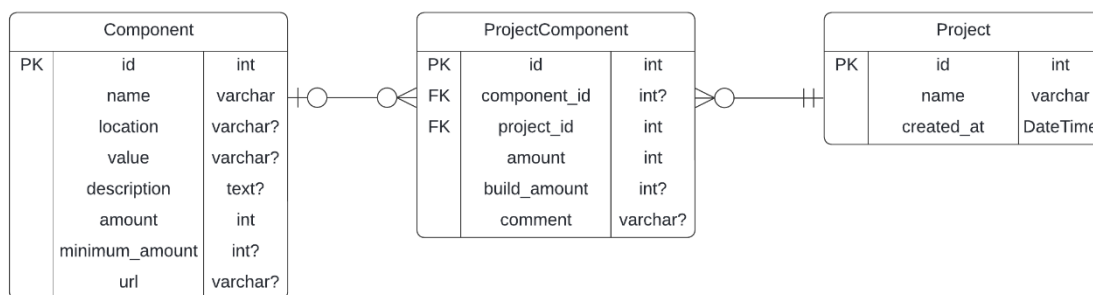 Component
PK id int
name varchar
location varchar?
value varchar?
description text?
amount int
minimum_amount int?
url varchar?
ProjectComponent
PK id int
FK component_id int?
FK project_id int
amount int
build_amount int?
comment varchar?
Project
PK id int
name varchar
created_at DateTime